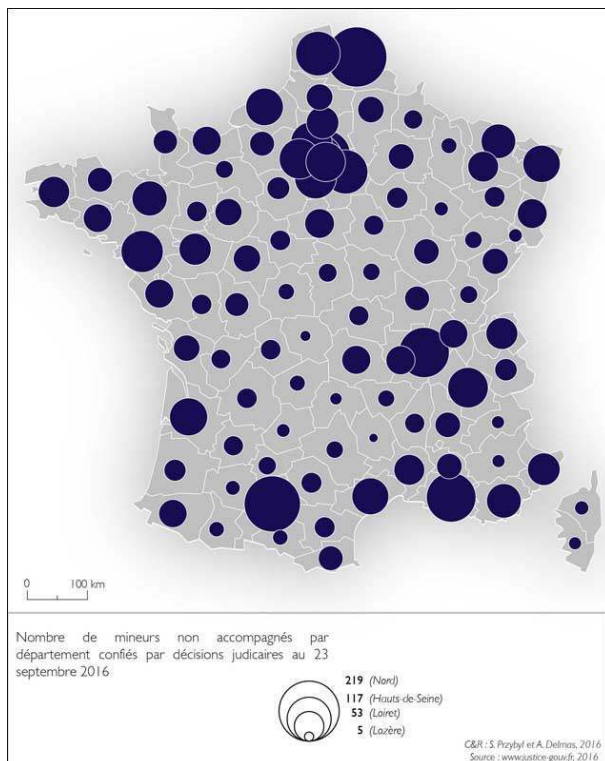 0 100 km
Nombre de mineurs non accompagnés par
département confiés par décisions judicaires au 23
septembre 2016
219 (Nord)
117 (Hauts-de-Seine)
53 (Loiret)
5 (Lozère)
C&R : S. Przybyl et A. Delmas, 2016
Source : www.justice-gouv.fr, 2016